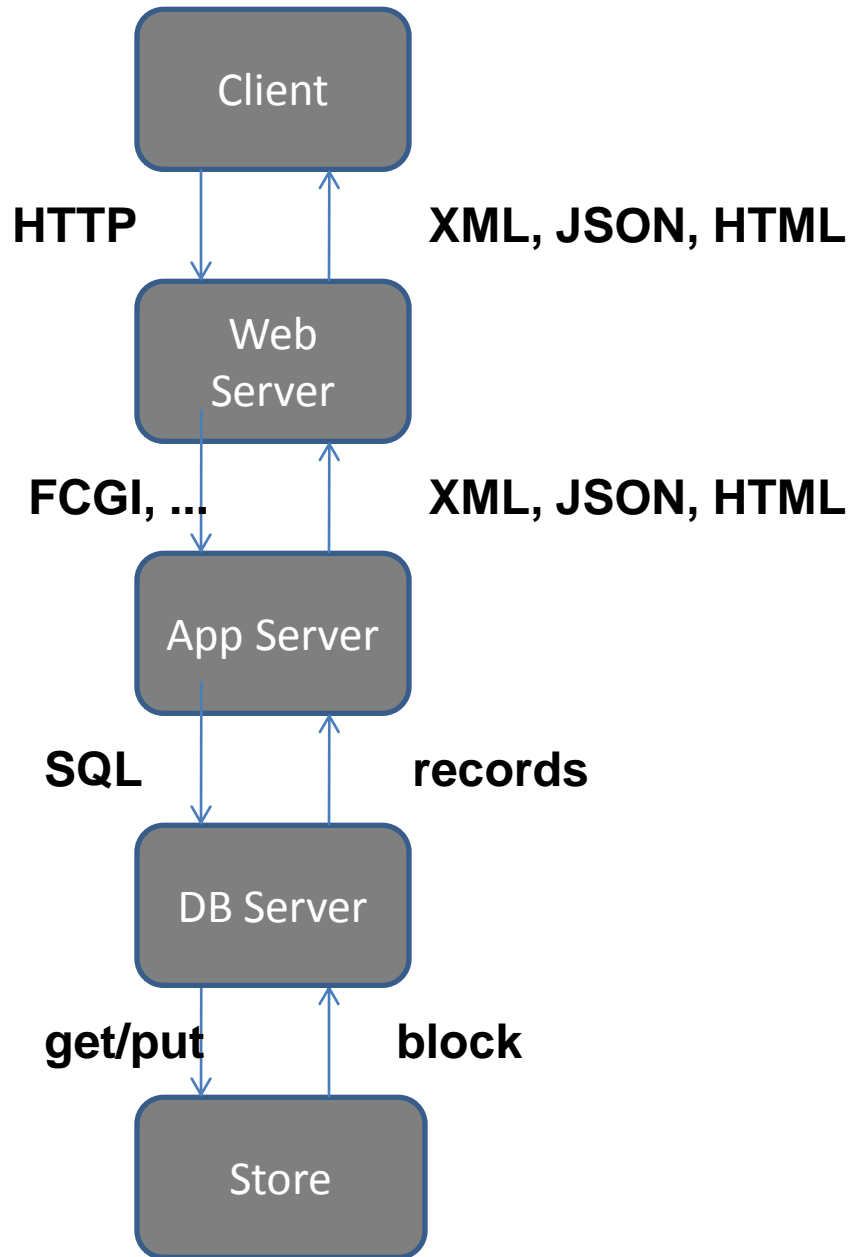 Client
HTTP
XML, JSON, HTML
Web
Server
FCGI, ...
XML, JSON, HTML
App Server
SQL
records
DB Server
get/put
block
Store